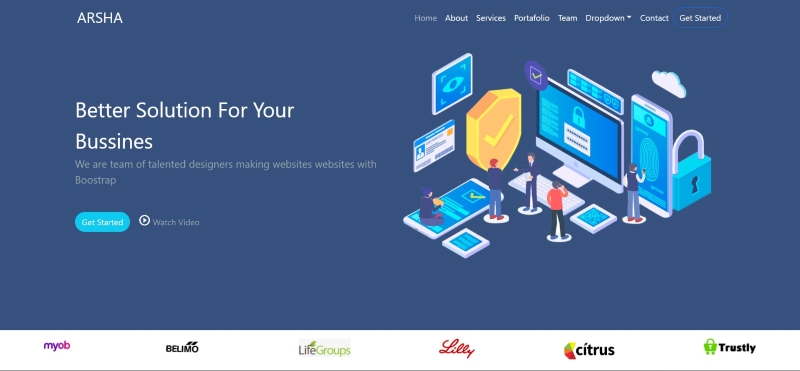 ARSHA
Home About Services Portafolio Team Dropdown Contact Get Started
Better Solution For Your
Bussines
We are team of talented designers making websites websites with
Boostrap
Get Started Watch Video
myob BELIMO LifeGroups Lilly cítrus Trustly